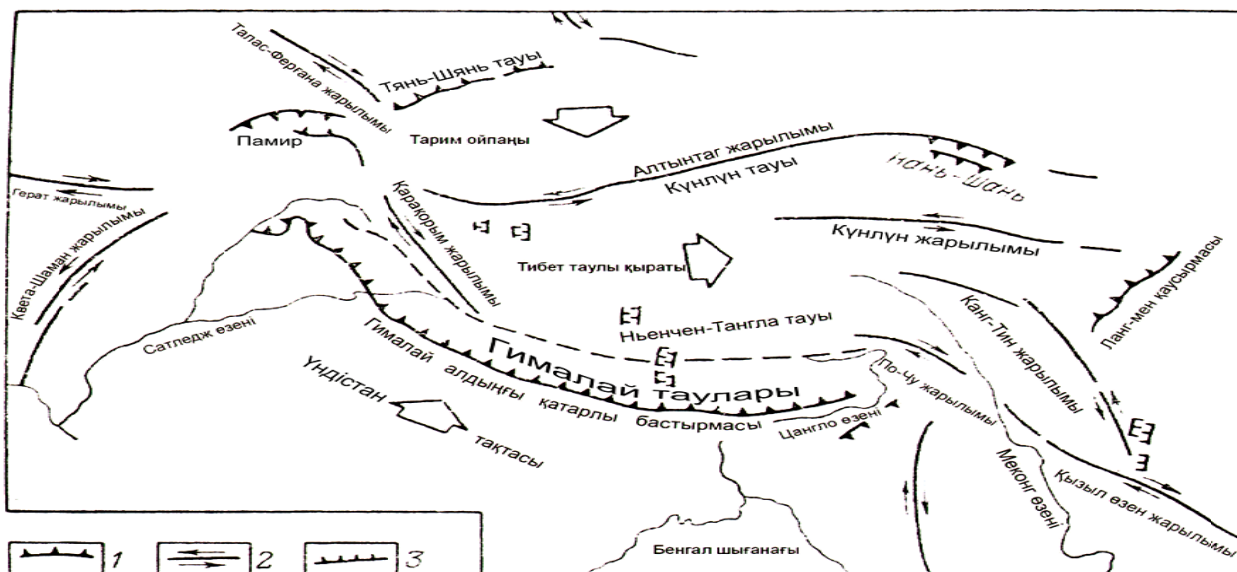 Талас-Фергана жарылымы
Тянь-Шянь тауы
Памир
Тарим ойпаңы
Алтынтаг жарылымы
Күнлүн тауы
Нань-Шань
Герат жарылымы
Квета-Шаман жарылымы
Каракорым жарылымы
Күнлүн жарылымы
Тибет таулы қыраты
Ланг-мен қаусырмасы
Канг-Тин жарылымы
Ньенчен-Тангла тауы
Сатледж өзені
Гималай таулары
Гималай алдыңғы қатарлы бастырмасы
По-Чу жарылымы
Үндістан
тақтасы
Цангло өзені
Меконг өзені
Қызыл өзен жарылымы
Бенгал шығанағы
1 2 3